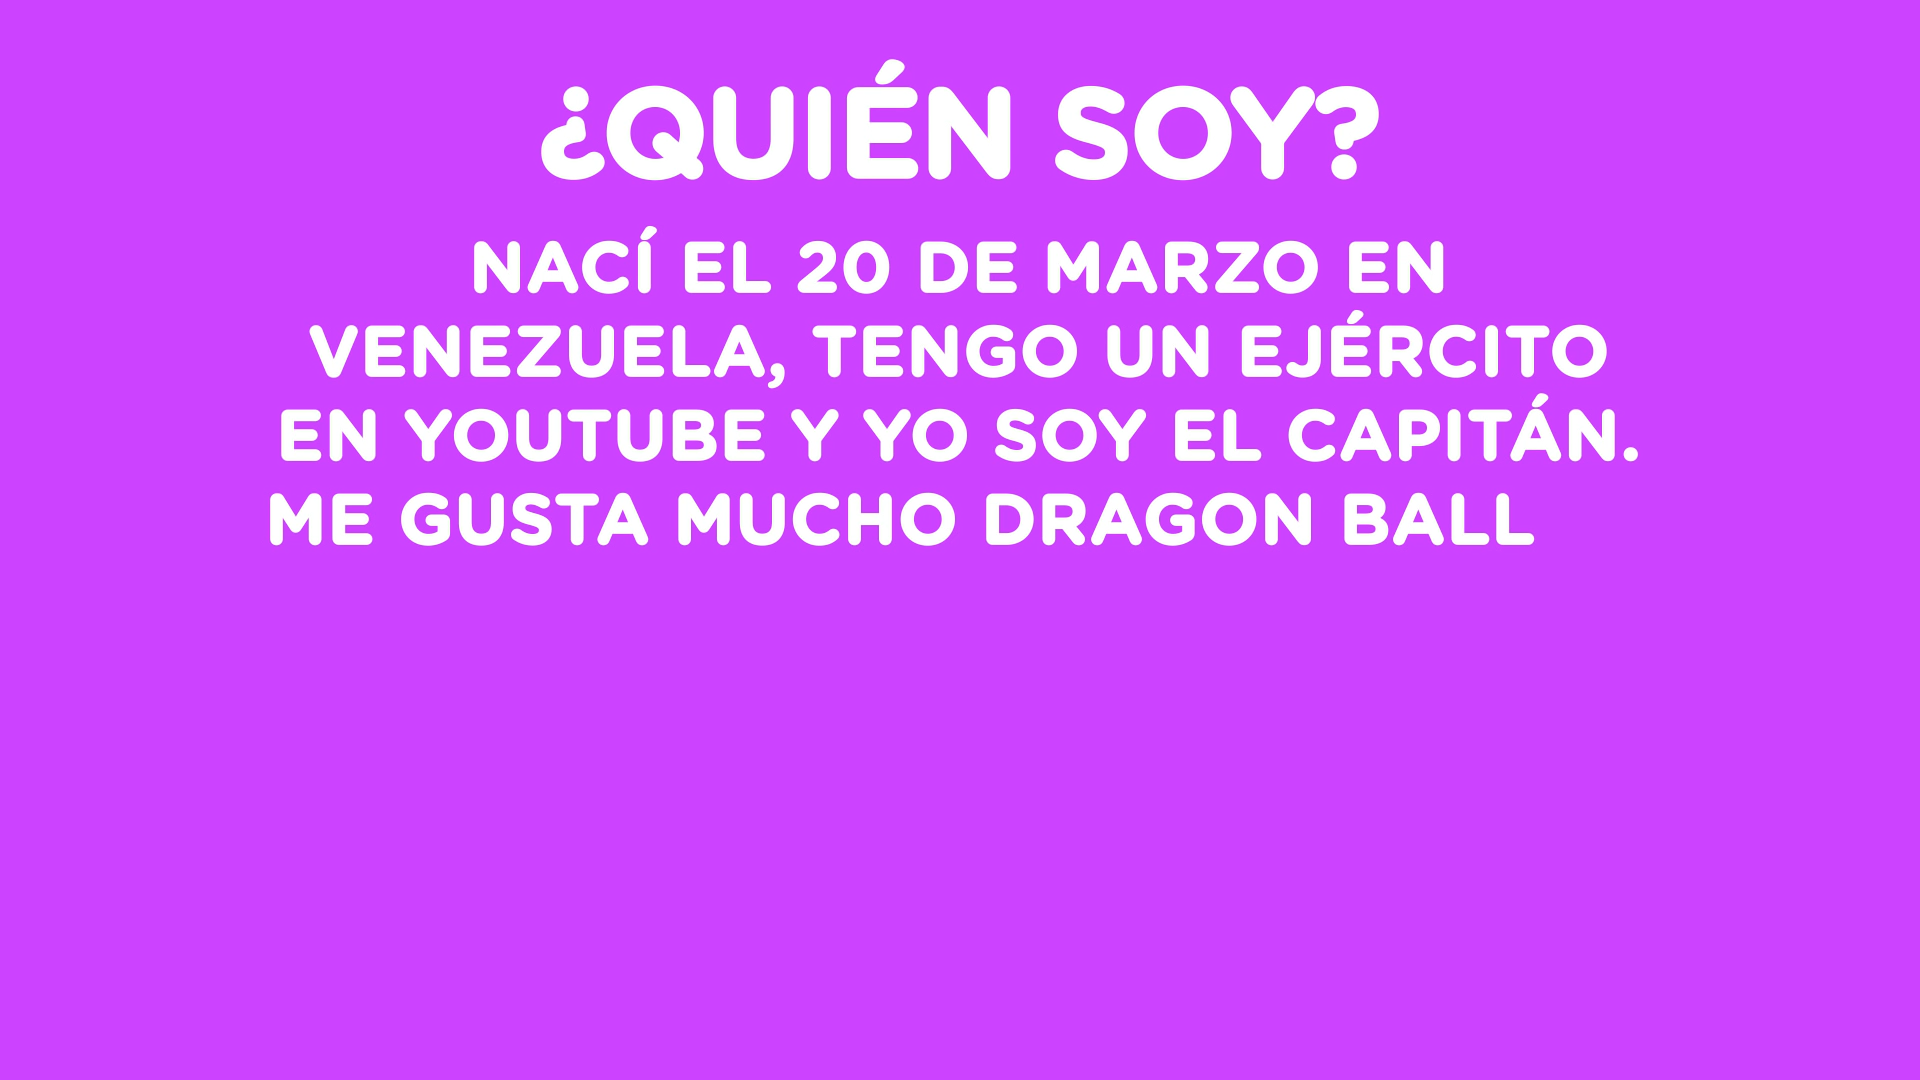 ¿QUIÉN SOY?
NACÍ EL 20 DE MARZO EN
VENEZUELA, TENGO UN EJÉRCITO
EN YOUTUBE Y YO SOY EL CAPITÁN.
ME GUSTA MUCHO DRAGON BALL